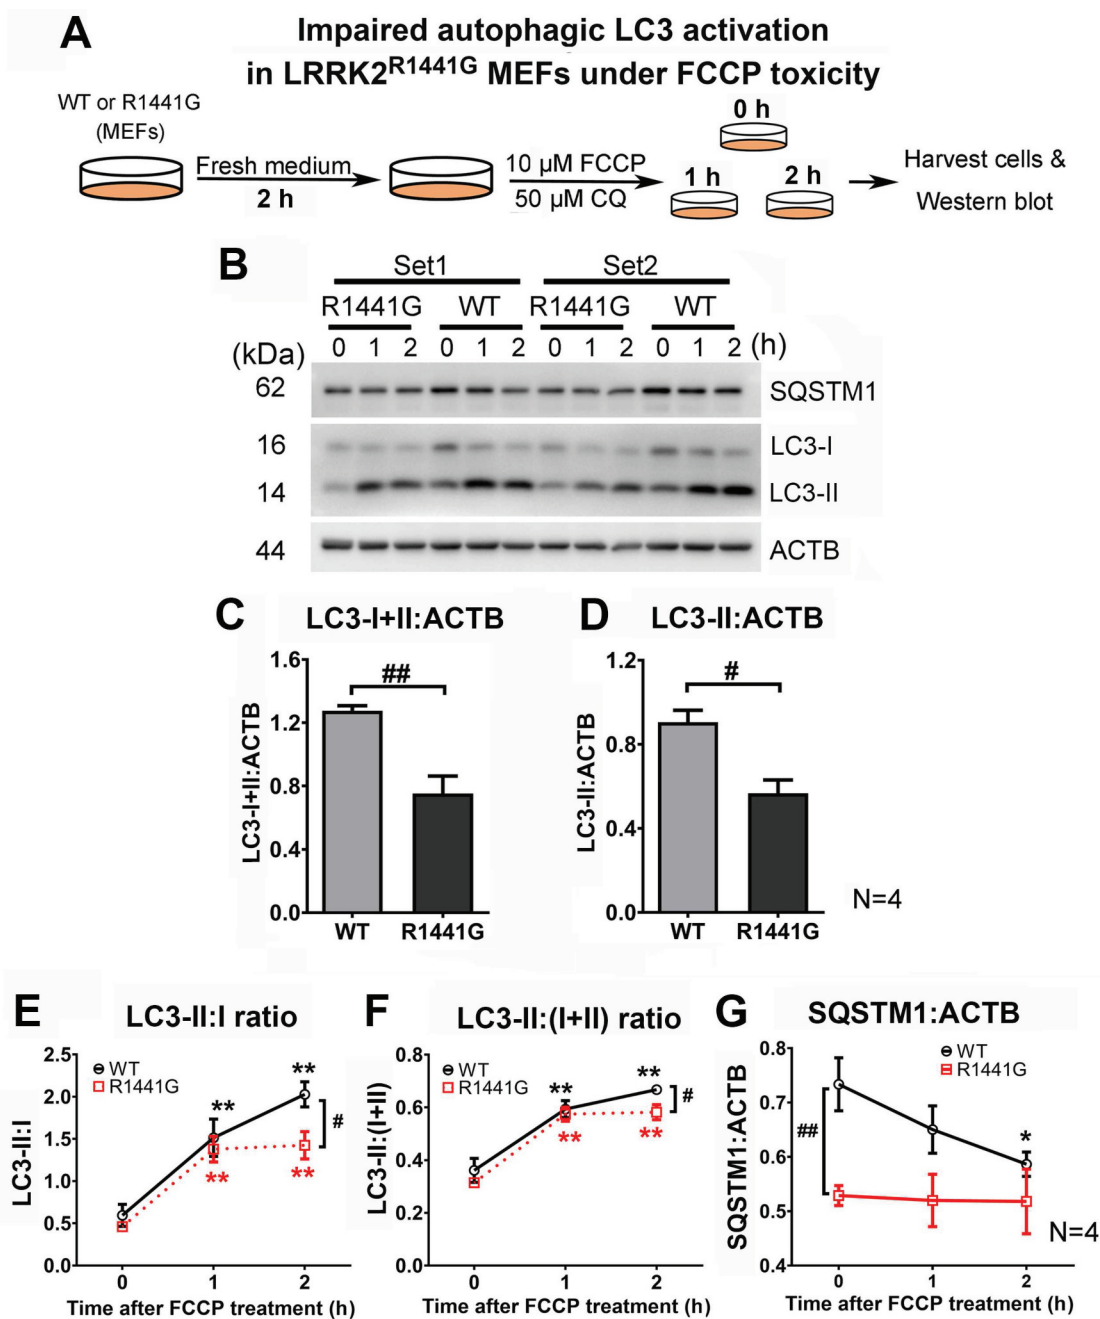 A
Impaired autophagic LC3 activation
in LRRK2R1441G MEFs under FCCP toxicity
WT or R1441G
(MEFs)
Fresh medium
2 h
10 µM FCCP
50 µM CQ
0 h
1 h
2 h
Harvest cells &
Western blot
B
Set1 Set2
R1441G WT R1441G WT
(kDa) 0 1 2 0 1 2 0 1 2 0 1 2 (h)
62 SQSTM1
16 LC3-I
14 LC3-II
44 ACTB
C LC3-I+II:ACTB
LC3-I+II:ACTB
1.6
1.2
0.8
0.4
0.0
##
WT R1441G
D LC3-II:ACTB
LC3-II:ACTB
1.2
0.8
0.4
0.0
#
WT R1441G
N=4
E LC3-II:I ratio
LC3-II:I
2.5
2.0
1.5
1.0
0.5
0.0
WT
R1441G
**
**
**
**
#
0 1 2
Time after FCCP treatment (h)
F LC3-II:(I+II) ratio
LC3-II:(I+II)
0.8
0.6
0.4
0.2
0.0
WT
R1441G
**
**
**
**
#
0 1 2
Time after FCCP treatment (h)
G SQSTM1:ACTB
SQSTM1:ACTB
0.8
0.7
0.6
0.5
0.4
WT
R1441G
##
*
N=4
0 1 2
Time after FCCP treatment (h)